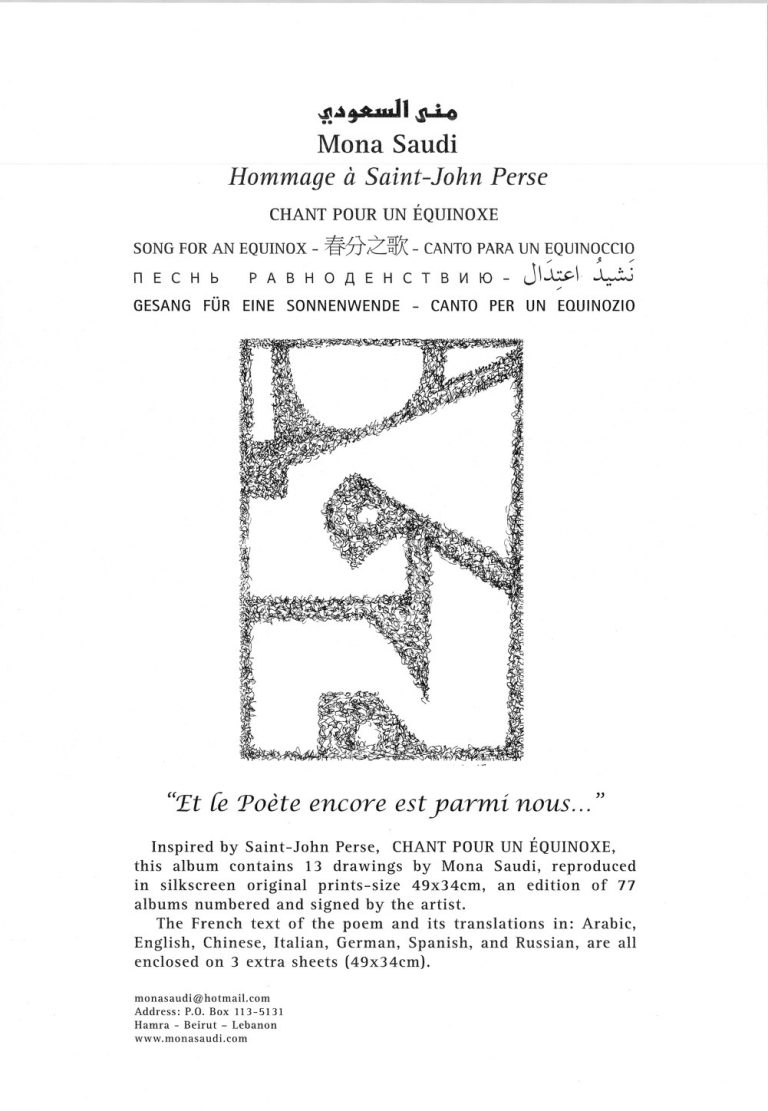 منى السعودي
Mona Saudi
Hommage à Saint-John Perse
CHANT POUR UN ÉQUINOXE
SONG FOR AN EQUINOX - 春分之歌 - CANTO PARA UN EQUINOCCIO
ПЕСНЬ РАВНОДЕНСТВИЮ - نَشيدُ اعتِدَال
GESANG FÜR EINE SONNENWENDE - CANTO PER UN EQUINOZIO
“Et le Poète encore est parmi nous...”
Inspired by Saint-John Perse, CHANT POUR UN ÉQUINOXE,
this album contains 13 drawings by Mona Saudi, reproduced
in silkscreen original prints-size 49x34cm, an edition of 77
albums numbered and signed by the artist.
The French text of the poem and its translations in: Arabic,
English, Chinese, Italian, German, Spanish, and Russian, are all
enclosed on 3 extra sheets (49x34cm).
monasaudi@hotmail.com
Address: P.O. Box 113-5131
Hamra - Beirut – Lebanon
www.monasaudi.com